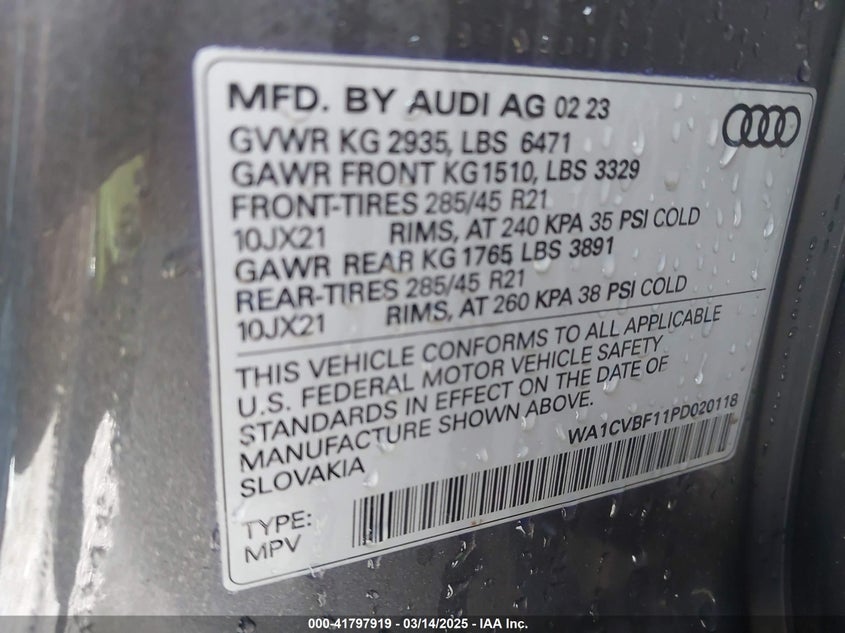 MFD. BY AUDI AG 02 23
GVWR KG 2935, LBS 6471
GAWR FRONT KG1510, LBS 3329
FRONT-TIRES 285/45 R21
10JX21 RIMS, AT 240 KPA 35 PSI COLD
GAWR REAR KG 1765 LBS 3891
REAR-TIRES 285/45 R21
10JX21 RIMS, AT 260 KPA 38 PSI COLD
THIS VEHICLE CONFORMS TO ALL APPLICABLE
U.S. FEDERAL MOTOR VEHICLE SAFETY
STANDARDS IN EFFECT ON THE DATE OF
MANUFACTURE SHOWN ABOVE.
SLOVAKIA
WA1CVBF11PD020118
TYPE:
MPV
000-41797919 - 03/14/2025 - IAA Inc.